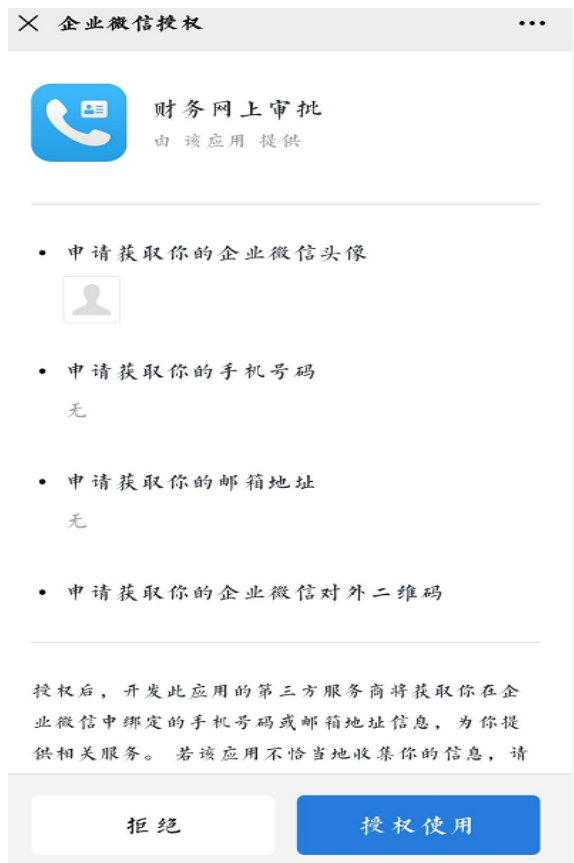 企业微信授权
财务网上审批
由 该应用 提供
• 申请获取你的企业微信头像
• 申请获取你的手机号码
无
• 申请获取你的邮箱地址
无
• 申请获取你的企业微信对外二维码
授权后，开发此应用的第三方服务商将获取你在企
业微信中绑定的手机号码或邮箱地址信息，为你提
供相关服务。 若该应用不恰当地收集你的信息，请
拒绝 授权使用